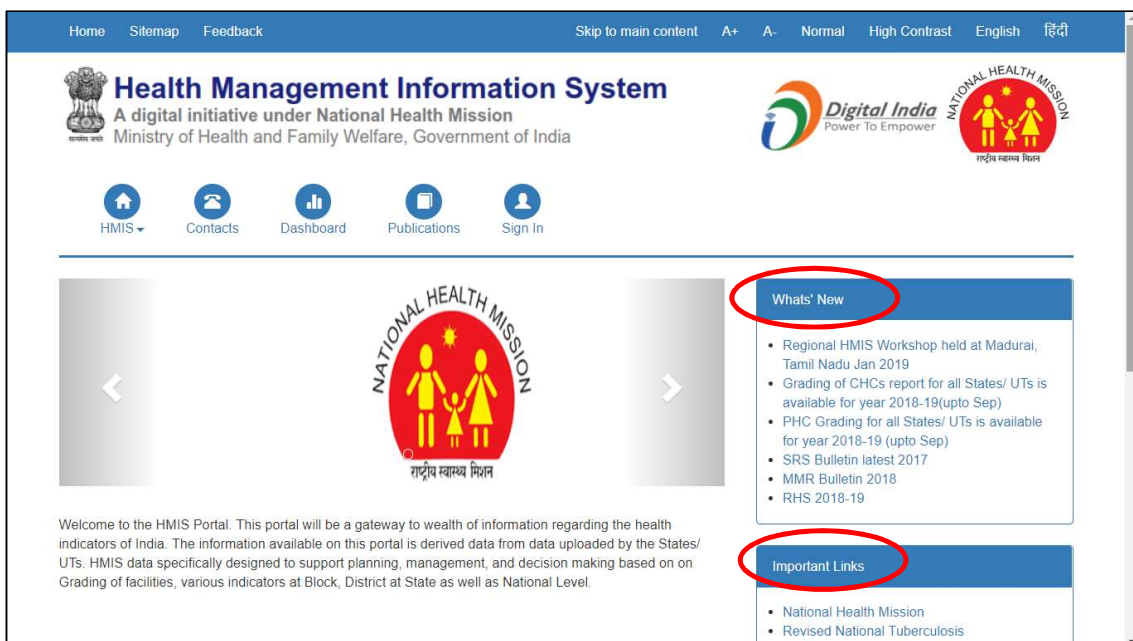 Home Sitemap Feedback Skip to main content A+ A- Normal High Contrast English हिंदी
Health Management Information System
A digital initiative under National Health Mission
Ministry of Health and Family Welfare, Government of India
सत्यमेव जयते
Digital India
Power To Empower
NATIONAL HEALTH MISSION
राष्ट्रीय स्वास्थ्य मिशन
HMIS Contacts Dashboard Publications Sign In
NATIONAL HEALTH MISSION
राष्ट्रीय स्वास्थ्य मिशन
Welcome to the HMIS Portal. This portal will be a gateway to wealth of information regarding the health
indicators of India. The information available on this portal is derived data from data uploaded by the States/
UTs. HMIS data specifically designed to support planning, management, and decision making based on on
Grading of facilities, various indicators at Block, District at State as well as National Level.
Whats' New
• Regional HMIS Workshop held at Madurai,
Tamil Nadu Jan 2019
• Grading of CHCs report for all States/ UTs is
available for year 2018-19(upto Sep)
• PHC Grading for all States/ UTs is available
for year 2018-19 (upto Sep)
• SRS Bulletin latest 2017
• MMR Bulletin 2018
• RHS 2018-19
Important Links
• National Health Mission
• Revised National Tuberculosis